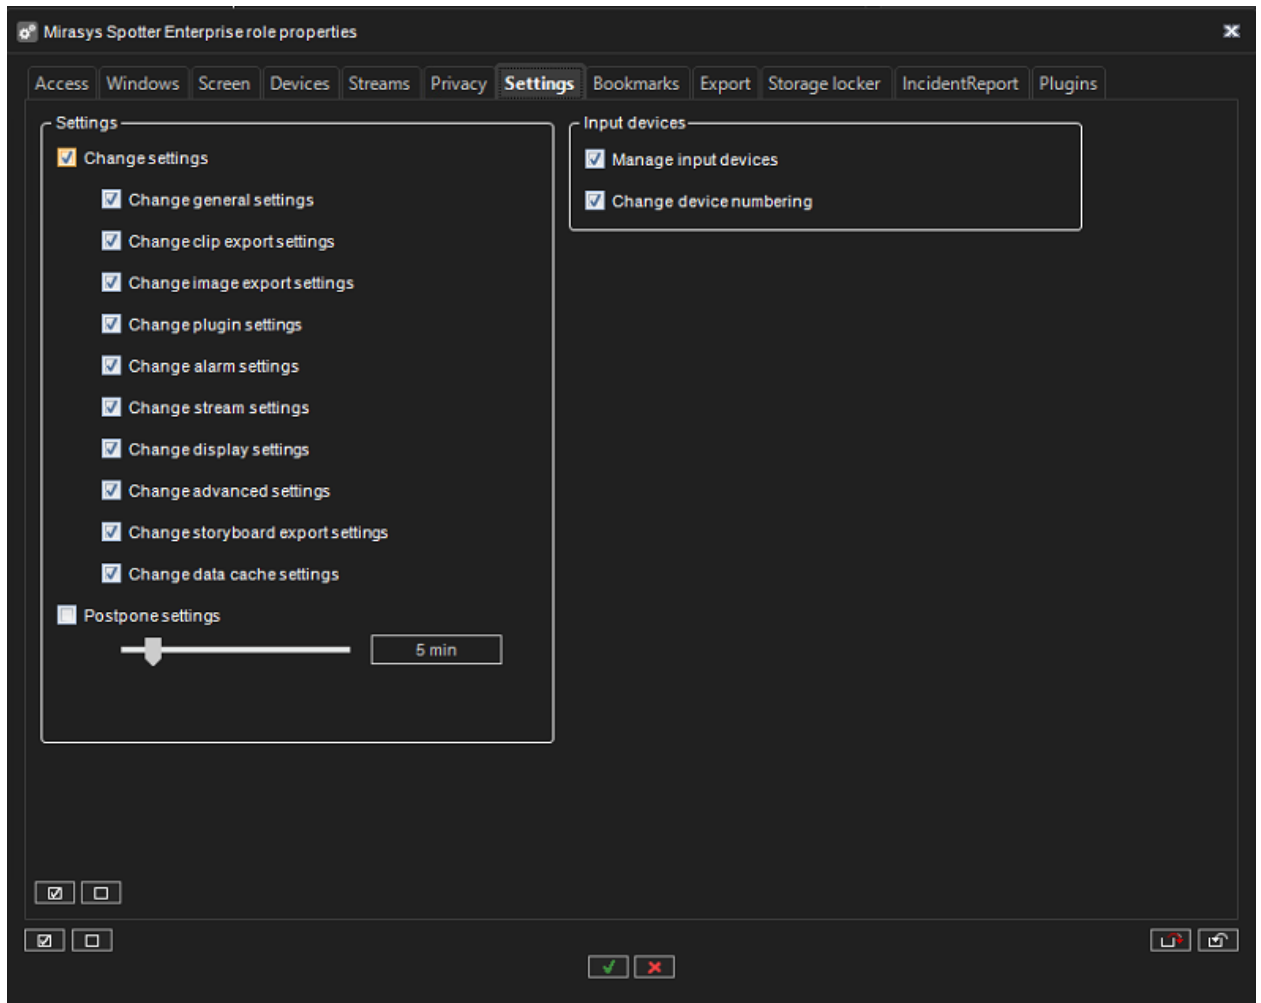 Mirasys Spotter Enterprise role properties
Access Windows Screen Devices Streams Privacy Settings Bookmarks Export Storage locker IncidentReport Plugins
Settings
Change settings
Change general settings
Change clip export settings
Change image export settings
Change plugin settings
Change alarm settings
Change stream settings
Change display settings
Change advanced settings
Change storyboard export settings
Change data cache settings
Postpone settings
5 min
Input devices
Manage input devices
Change device numbering